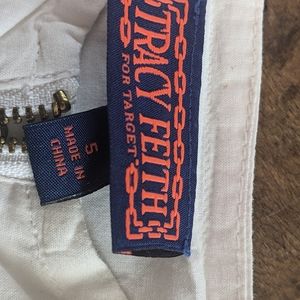 TRACY FEITH
FOR TARGET
5
MADE IN
CHINA